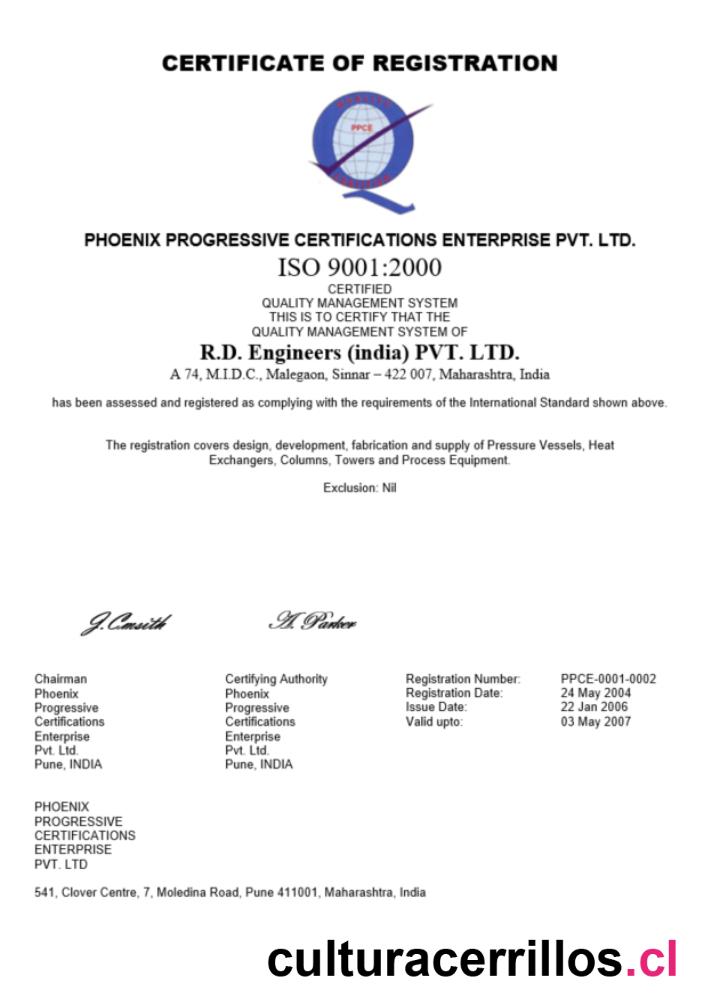 CERTIFICATE OF REGISTRATION
QUALITY
PPCE
PHOENIX PROGRESSIVE CERTIFICATIONS ENTERPRISE PVT. LTD.
ISO 9001:2000
CERTIFIED
QUALITY MANAGEMENT SYSTEM
THIS IS TO CERTIFY THAT THE
QUALITY MANAGEMENT SYSTEM OF
R.D. Engineers (india) PVT. LTD.
A 74, M.I.D.C., Malegaon, Sinnar – 422 007, Maharashtra, India
has been assessed and registered as complying with the requirements of the International Standard shown above.
The registration covers design, development, fabrication and supply of Pressure Vessels, Heat
Exchangers, Columns, Towers and Process Equipment.
Exclusion: Nil
J. Cmsith
A. Parker
Chairman
Phoenix
Progressive
Certifications
Enterprise
Pvt. Ltd.
Pune, INDIA
Certifying Authority
Phoenix
Progressive
Certifications
Enterprise
Pvt. Ltd.
Pune, INDIA
Registration Number: PPCE-0001-0002
Registration Date: 24 May 2004
Issue Date: 22 Jan 2006
Valid upto: 03 May 2007
PHOENIX
PROGRESSIVE
CERTIFICATIONS
ENTERPRISE
PVT. LTD
541, Clover Centre, 7, Moledina Road, Pune 411001, Maharashtra, India
culturacerrillos.cl